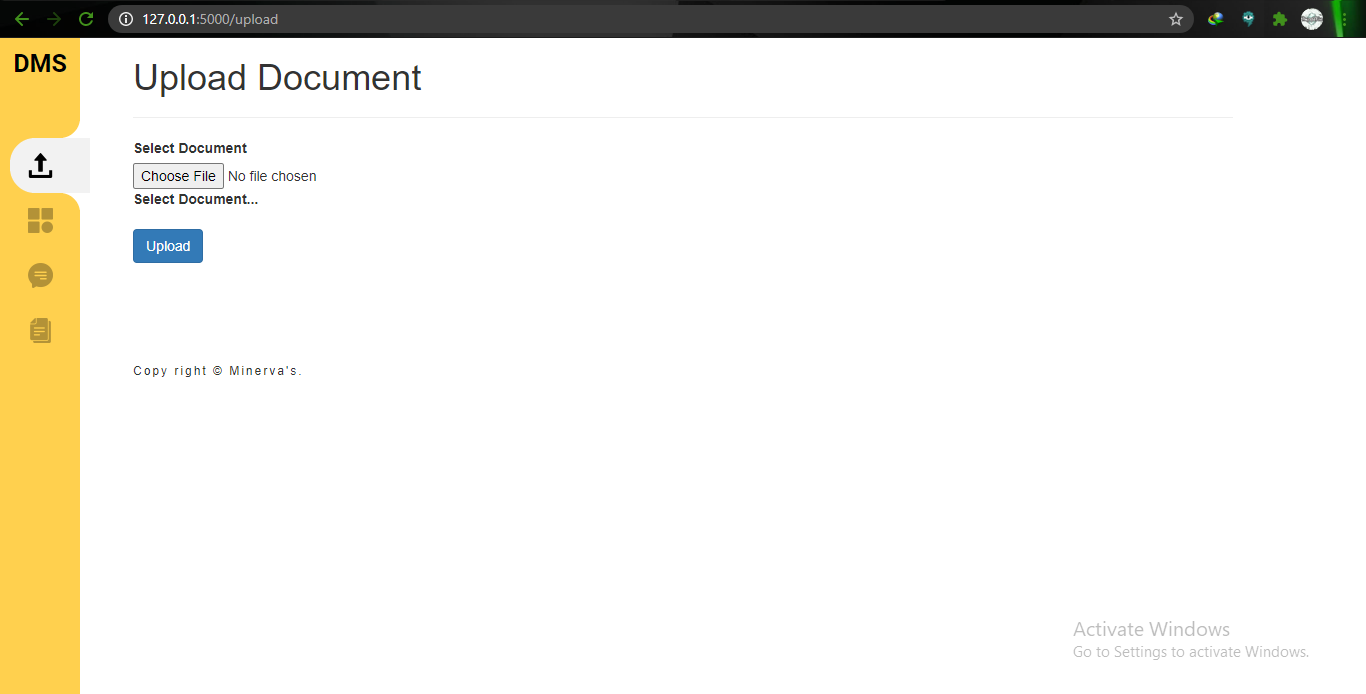 127.0.0.1:5000/upload
DMS
Upload Document
Select Document
Choose File No file chosen
Select Document...
Upload
Copy right © Minerva's.
Activate Windows
Go to Settings to activate Windows.